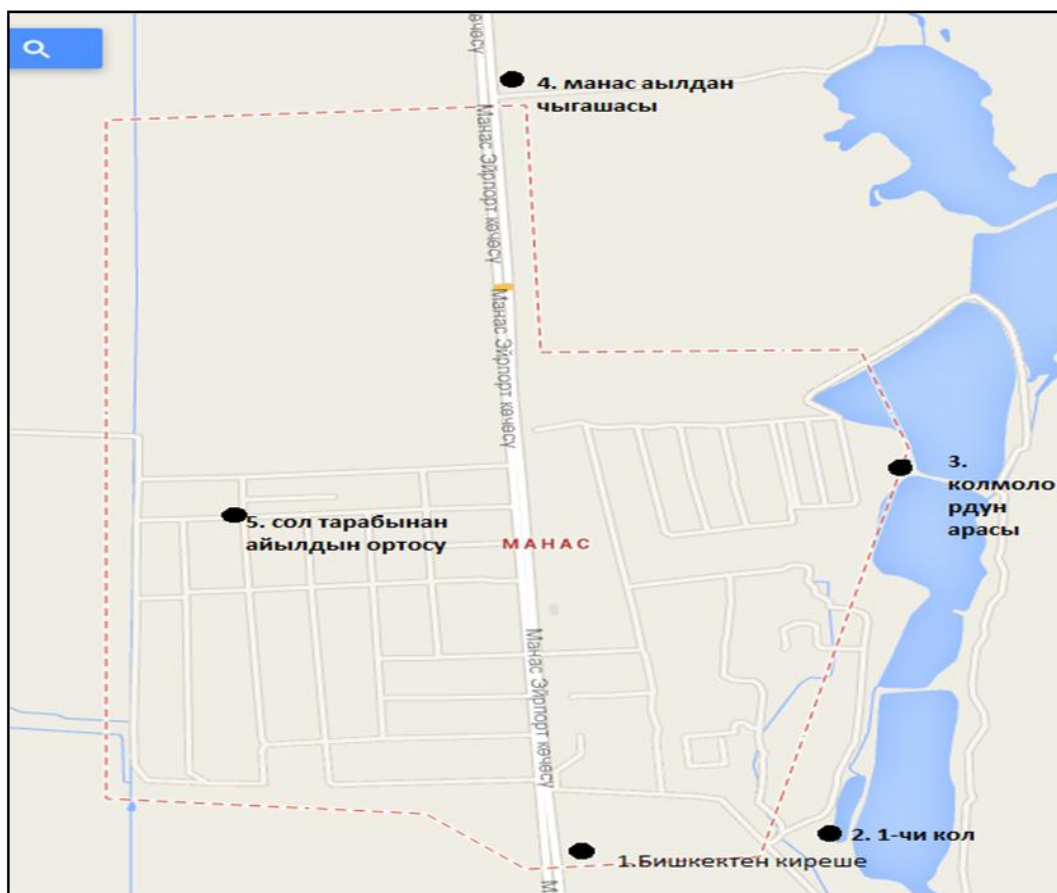 көчөсү
4. манас аылдан
чыгашасы
Манас Эйрпорт көчөсү
Манас Эйрпорт көчөсү
3.
колмоло
рдун
арасы
5. сол тарабынан
айылдын ортосу
МАНАС
Манас Эйрпорт көчөсү
2. 1-чи кол
1.Бишкектен киреше
М